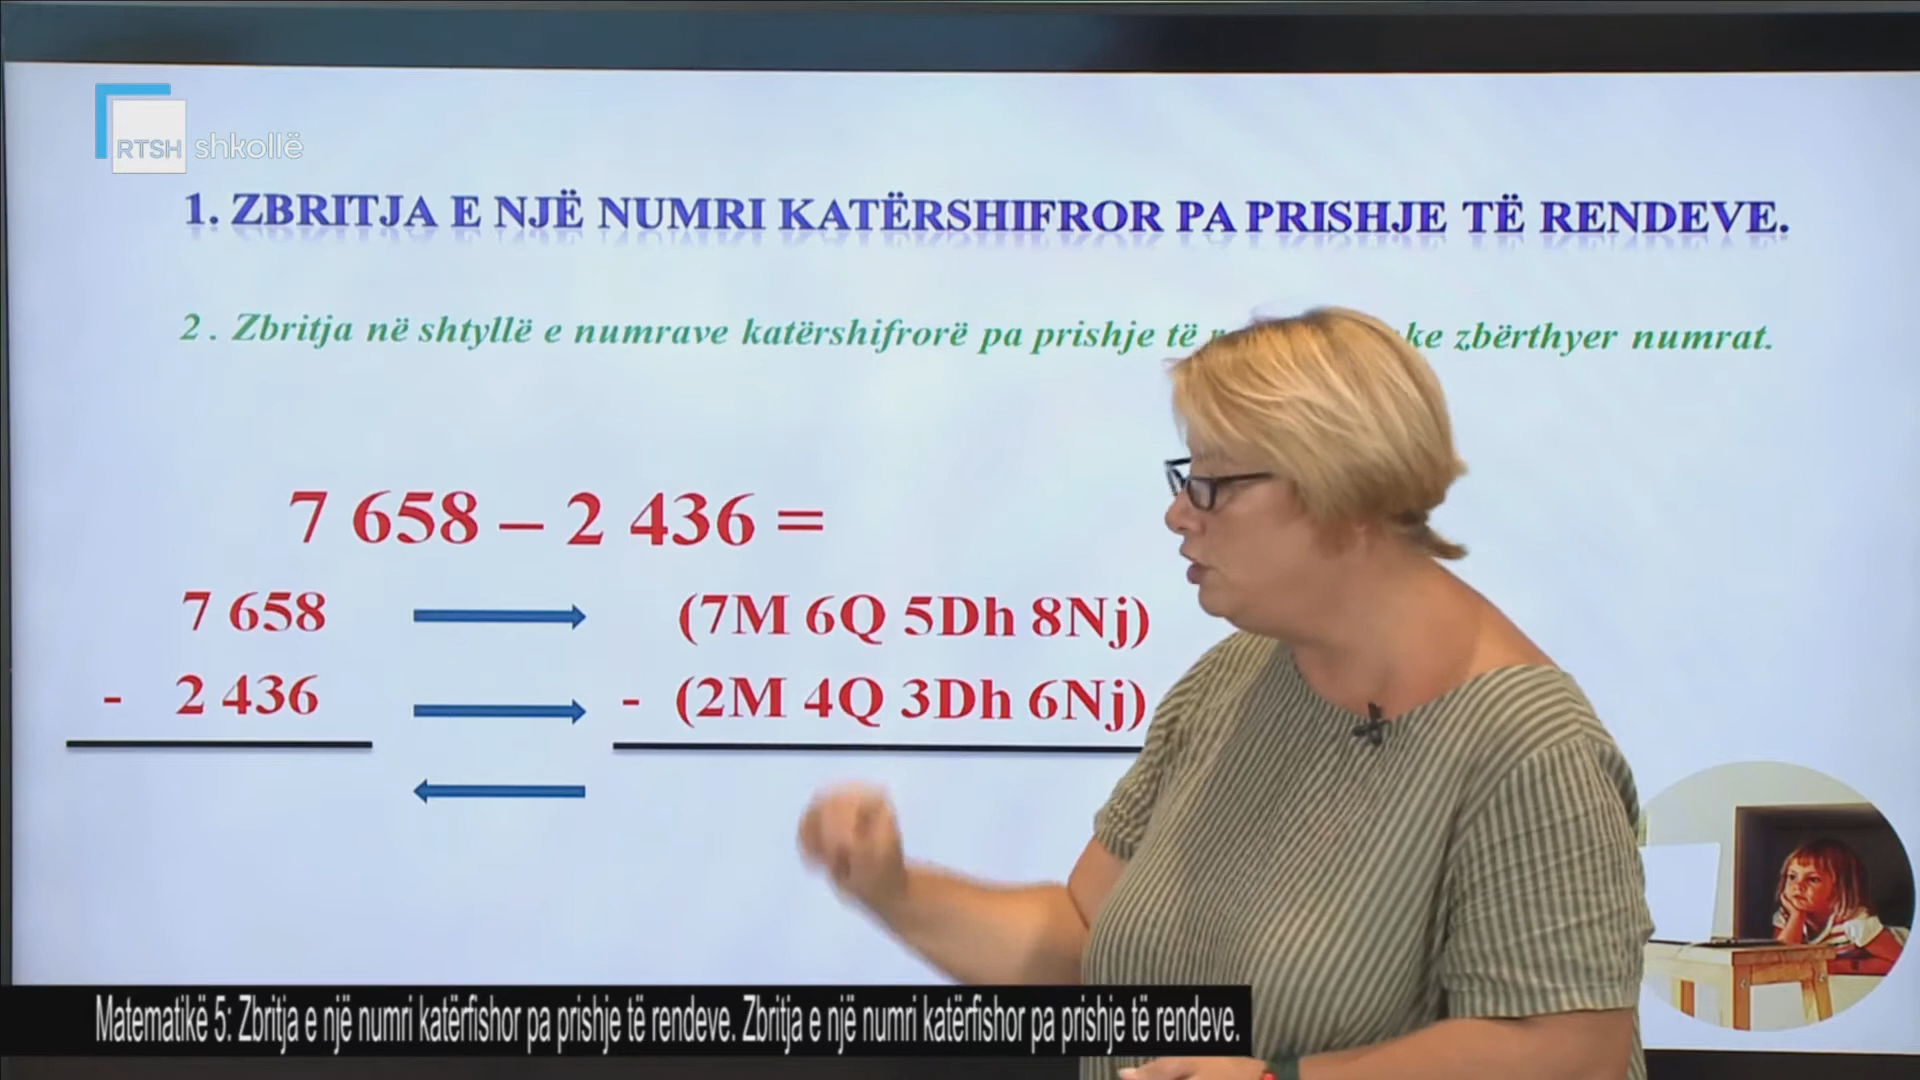 RTSH shkollë
1. ZBRITJA E NJË NUMRI KATËRSHIFROR PA PRISHJE TË RENDEVE.
2 . Zbritja në shtyllë e numrave katërshifrorë pa prishje të zbërthyer numrat.
7 658 – 2 436 =
7 658 (7M 6Q 5Dh 8Nj)
- 2 436 - (2M 4Q 3Dh 6Nj)
Matematikë 5: Zbritja e një numri katërfishor pa prishje të rendeve. Zbritja e një numri katërfishor pa prishje të rendeve.